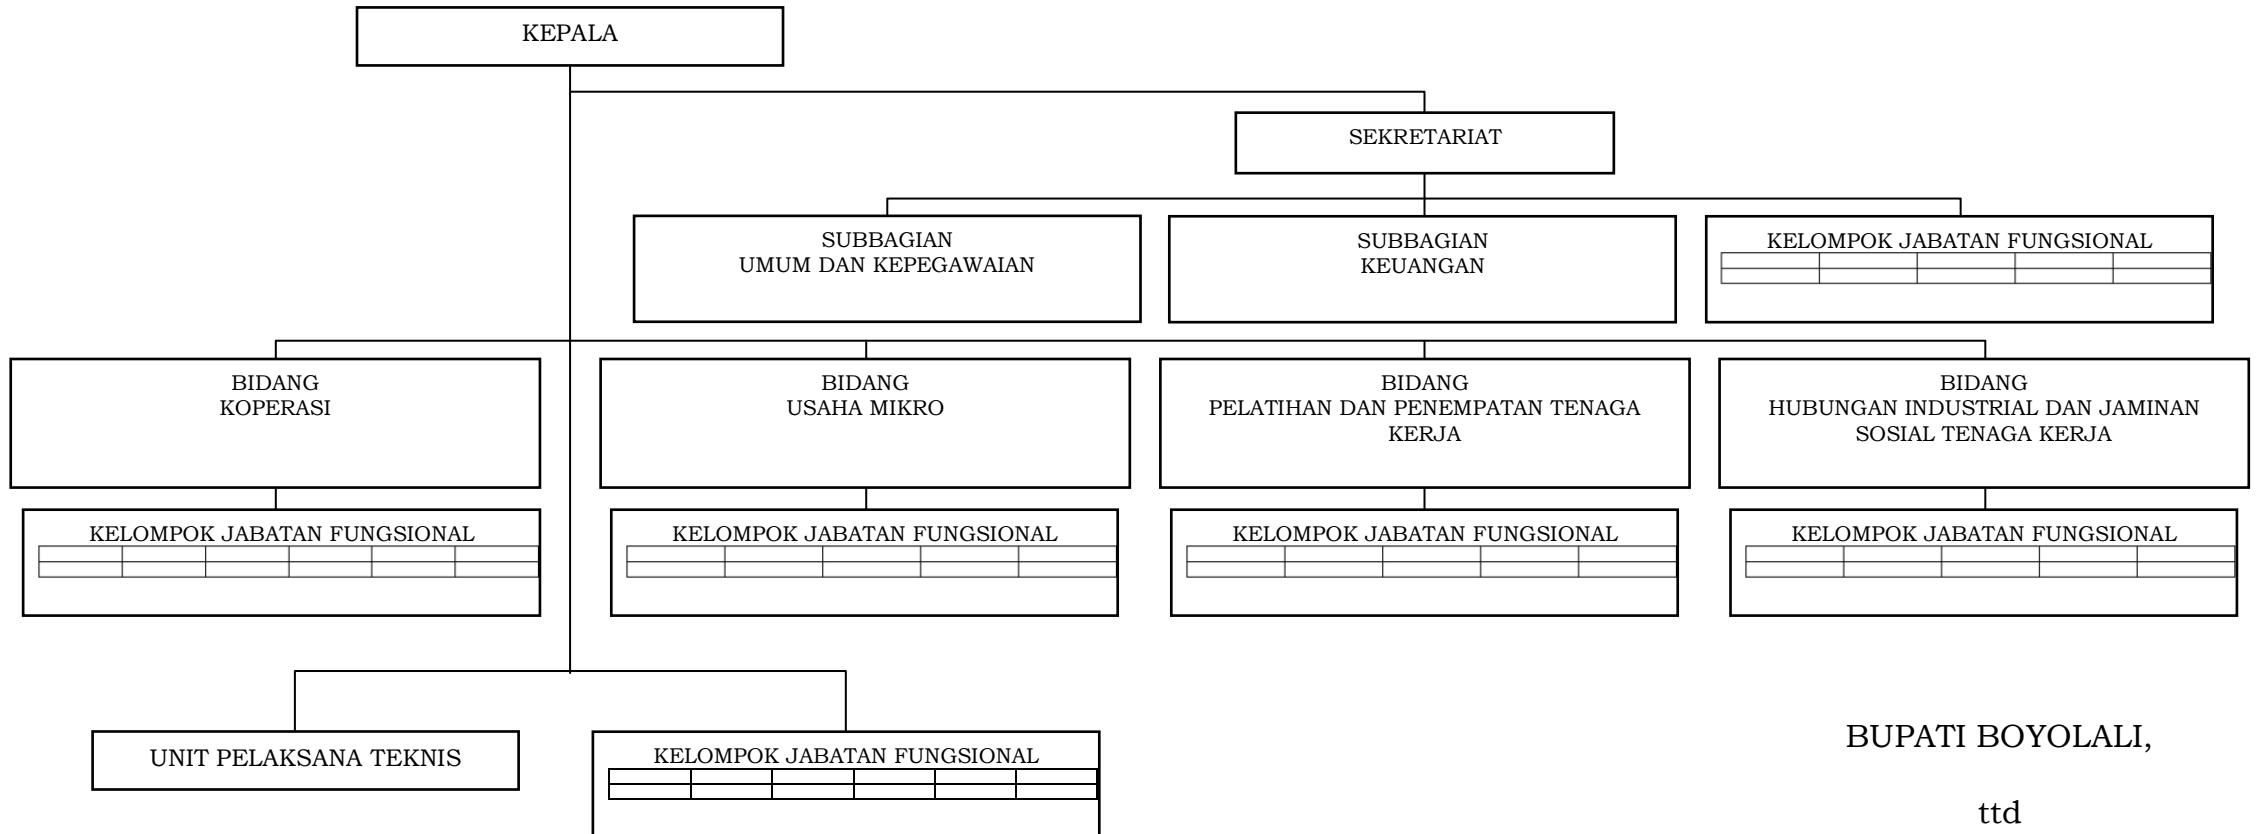 KEPALA
SEKRETARIAT
SUBBAGIAN
UMUM DAN KEPEGAWAIAN
SUBBAGIAN
KEUANGAN
KELOMPOK JABATAN FUNGSIONAL
BIDANG
KOPERASI
BIDANG
USAHA MIKRO
BIDANG
PELATIHAN DAN PENEMPATAN TENAGA
KERJA
BIDANG
HUBUNGAN INDUSTRIAL DAN JAMINAN
SOSIAL TENAGA KERJA
KELOMPOK JABATAN FUNGSIONAL
KELOMPOK JABATAN FUNGSIONAL
KELOMPOK JABATAN FUNGSIONAL
KELOMPOK JABATAN FUNGSIONAL
UNIT PELAKSANA TEKNIS
KELOMPOK JABATAN FUNGSIONAL
BUPATI BOYOLALI,
ttd